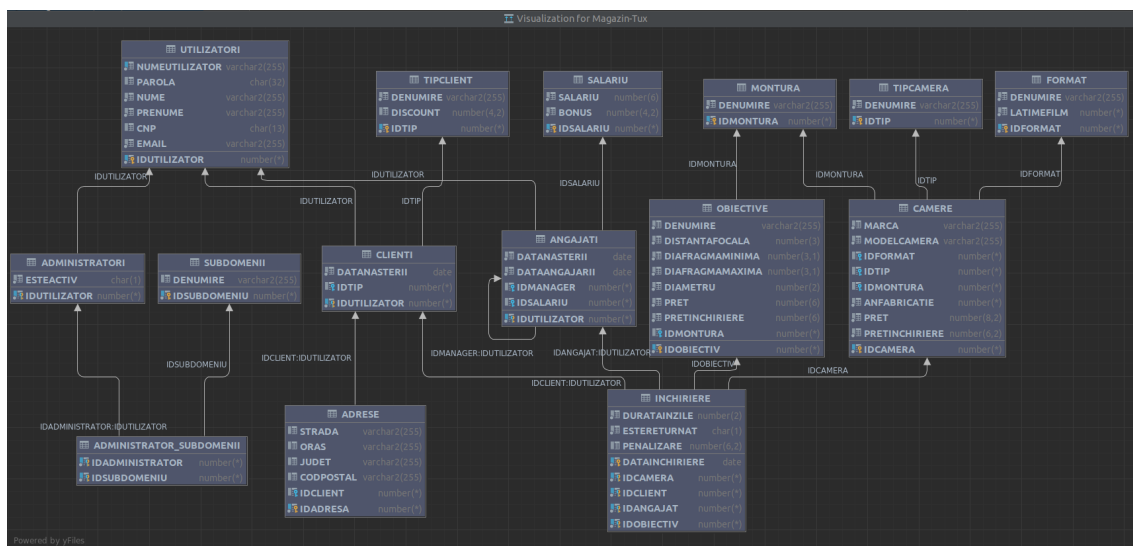 Visualization for Magazin-Tux
UTILIZATORI
NUMEUTILIZATOR varchar2(255)
PAROLA char(32)
NUME varchar2(255)
PRENUME varchar2(255)
CNP char(13)
EMAIL varchar2(255)
IDUTILIZATOR number(*)
TIPCLIENT
DENUMIRE varchar2(255)
DISCOUNT number(4,2)
IDTIP number(*)
SALARIU
SALARIU number(6)
BONUS number(4,2)
IDSALARIU number(*)
MONTURA
DENUMIRE varchar2(255)
IDMONTURA number(*)
TIPCAMERA
DENUMIRE varchar2(255)
IDTIP number(*)
FORMAT
DENUMIRE varchar2(255)
LATIMEFILM number(*)
IDFORMAT number(*)
IDUTILIZATOR
IDUTILIZATOR
IDUTILIZATOR
IDTIP
IDSALARIU
IDMONTURA
IDMONTURA
IDTIP
IDFORMAT
ADMINISTRATORI
ESTEACTIV char(1)
IDUTILIZATOR number(*)
SUBDOMENII
DENUMIRE varchar2(255)
IDSUBDOMENIU number(*)
CLIENTI
DATANASTERII date
IDTIP number(*)
IDUTILIZATOR number(*)
ANGAJATI
DATANASTERII date
DATAANGAJARII date
IDMANAGER number(*)
IDSALARIU number(*)
IDUTILIZATOR number(*)
OBIECTIVE
DENUMIRE varchar2(255)
DISTANTAFOCALA number(3)
DIAFRAGMAMINIMA number(3,1)
DIAFRAGMAMAXIMA number(3,1)
DIAMETRU number(2)
PRET number(6)
PRETINCHIRIERE number(6)
IDMONTURA number(*)
IDOBIECTIV number(*)
CAMERE
MARCA varchar2(255)
MODELCAMERA varchar2(255)
IDFORMAT number(*)
IDTIP number(*)
IDMONTURA number(*)
ANFABRICATIE number(*)
PRET number(8,2)
PRETINCHIRIERE number(6,2)
IDCAMERA number(*)
IDADMINISTRATOR:IDUTILIZATOR
IDSUBDOMENIU
IDCLIENT:IDUTILIZATOR
IDMANAGER:IDUTILIZATOR
IDANGAJAT:IDUTILIZATOR
IDCLIENT:IDUTILIZATOR
IDOBIECTIV
IDCAMERA
ADMINISTRATOR_SUBDOMENII
IDADMINISTRATOR number(*)
IDSUBDOMENIU number(*)
ADRESE
STRADA varchar2(255)
ORAS varchar2(255)
JUDET varchar2(255)
CODPOSTAL varchar2(255)
IDCLIENT number(*)
IDADRESA number(*)
INCHIRIERE
DURATAINZILE number(2)
ESTERETURNAT char(1)
PENALIZARE number(6,2)
DATAINCHIRIERE date
IDCAMERA number(*)
IDCLIENT number(*)
IDANGAJAT number(*)
IDOBIECTIV number(*)
Powered by yFiles